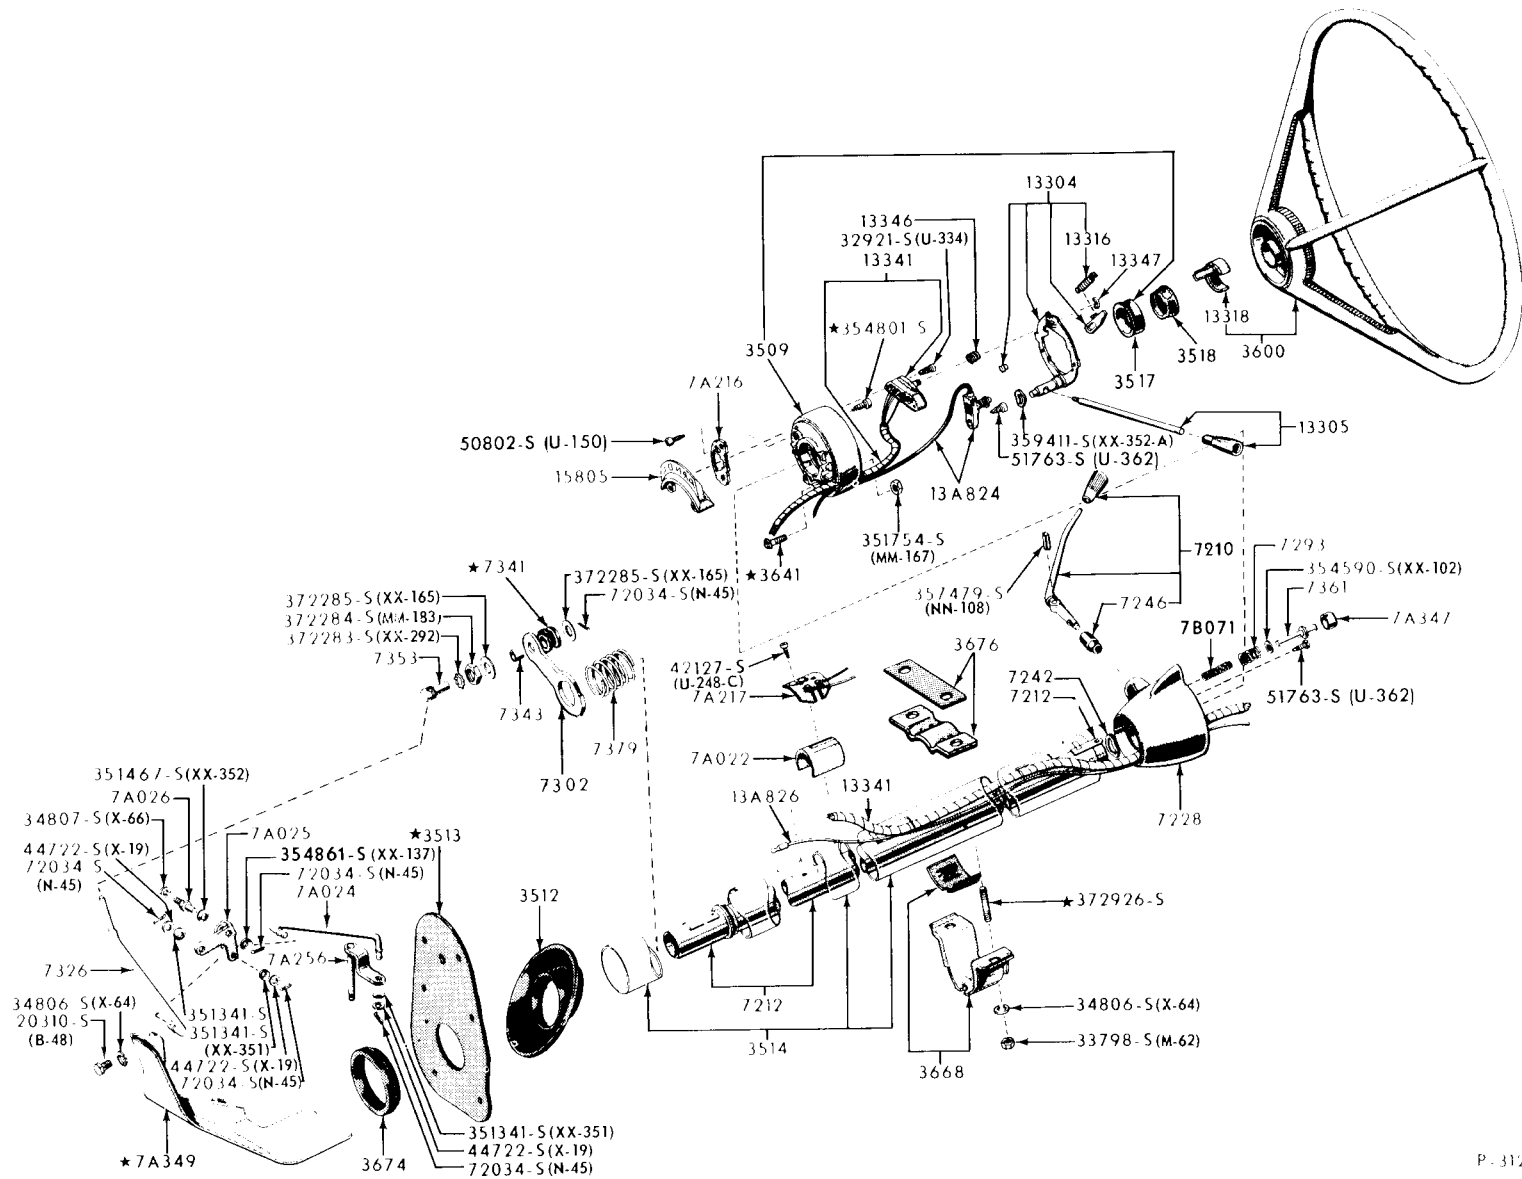 13304
13346
32921-S (U-334)
13341
13316
13347
★354801 S
13318
3518
3600
3509
3517
7A216
50802-S (U-150)
13305
359411-S (XX-352-A)
51763-S (U-362)
15805
13A824
351754-S
(MM-167)
7210
7293
★7341
★3641
372285-S (XX-165)
354590-S (XX-102)
72034-S (N-45)
7361
372285-S (XX-165)
357479-S
(NN-108)
7246
372284-S (MM-183)
7A347
7B071
372283-S (XX-292)
3676
7353
42127-S
(U-248-C)
7A217
7242
7212
51763-S (U-362)
7343
7379
7A022
351467-S (XX-352)
7302
13341
7A026
13A826
34807-S (X-66)
7228
7A025
★3513
44722-S (X-19)
354861-S (XX-137)
72034 S
(N-45)
72034-S (N-45)
7A024
3512
★372926-S
7A256
7326
34806 S (X-64)
7212
34806-S (X-64)
351341-S
20310-S
(B-48)
351341-S
(XX-351)
3514
33798-S (M-62)
44722-S (X-19)
3668
72034-S (N-45)
351341-S (XX-351)
44722-S (X-19)
★7A349
3674
72034-S (N-45)
P-312